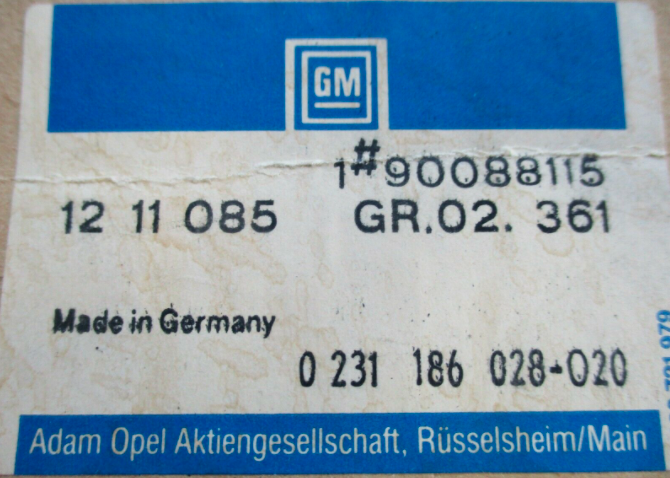 GM
1#90088115
12 11 085 GR.02. 361
Made in Germany
0 231 186 028-020
Adam Opel Aktiengesellschaft, Rüsselsheim/Main